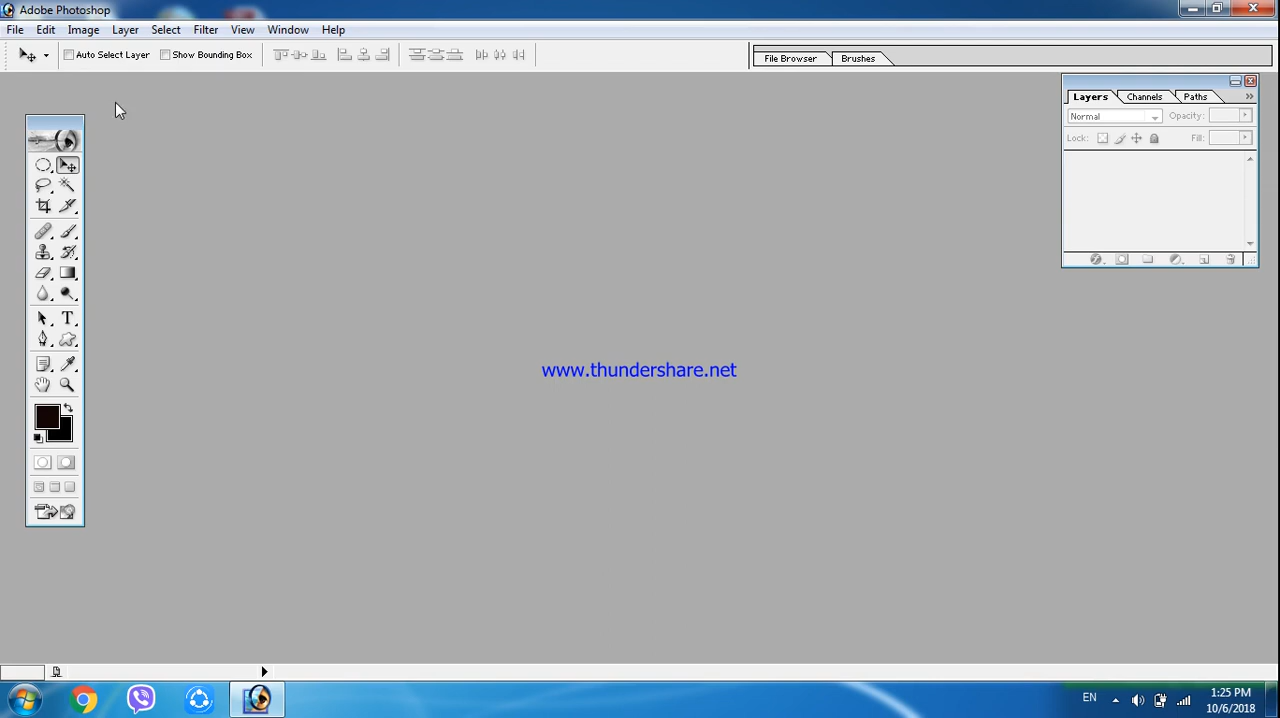 Adobe Photoshop
File Edit Image Layer Select Filter View Window Help
Auto Select Layer Show Bounding Box File Browser Brushes
Layers Channels Paths
Normal Opacity:
Lock: Fill:
T
www.thundershare.net
EN
1:25 PM
10/6/2018